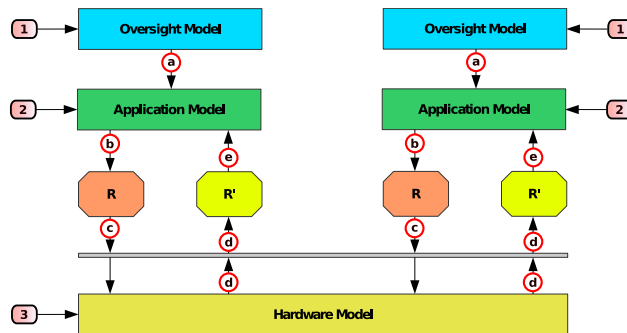 1 Oversight Model Oversight Model 1
a a
2 Application Model Application Model 2
b e b e
R R' R R'
c d c d
d d
3 Hardware Model